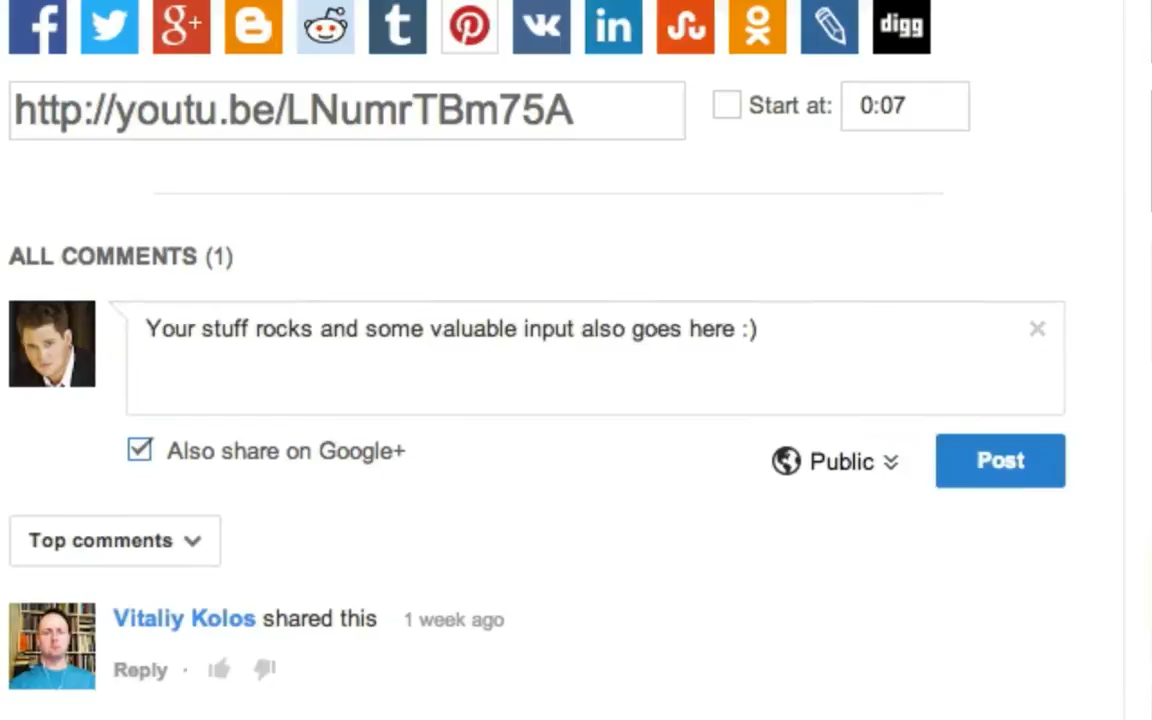 digg
http://youtu.be/LNumrTBm75A
Start at: 0:07
ALL COMMENTS (1)
Your stuff rocks and some valuable input also goes here :)
Also share on Google+
Public
Post
Top comments
Vitaliy Kolos shared this 1 week ago
Reply ·